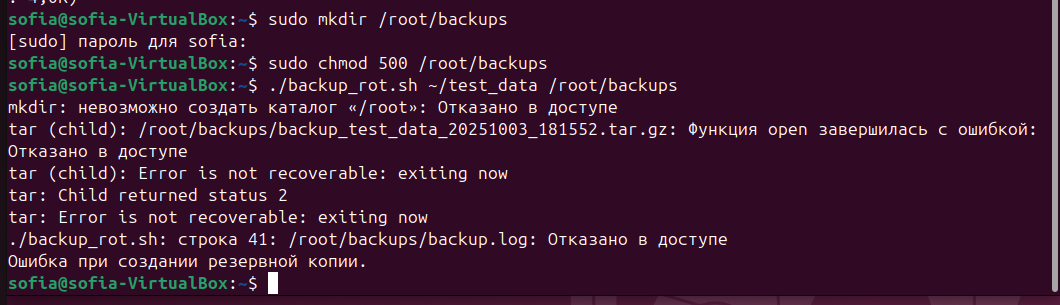 : 4,0K)
sofia@sofia-VirtualBox:~$ sudo mkdir /root/backups
[sudo] пароль для sofia:
sofia@sofia-VirtualBox:~$ sudo chmod 500 /root/backups
sofia@sofia-VirtualBox:~$ ./backup_rot.sh ~/test_data /root/backups
mkdir: невозможно создать каталог «/root»: Отказано в доступе
tar (child): /root/backups/backup_test_data_20251003_181552.tar.gz: Функция open завершилась с ошибкой:
Отказано в доступе
tar (child): Error is not recoverable: exiting now
tar: Child returned status 2
tar: Error is not recoverable: exiting now
./backup_rot.sh: строка 41: /root/backups/backup.log: Отказано в доступе
Ошибка при создании резервной копии.
sofia@sofia-VirtualBox:~$